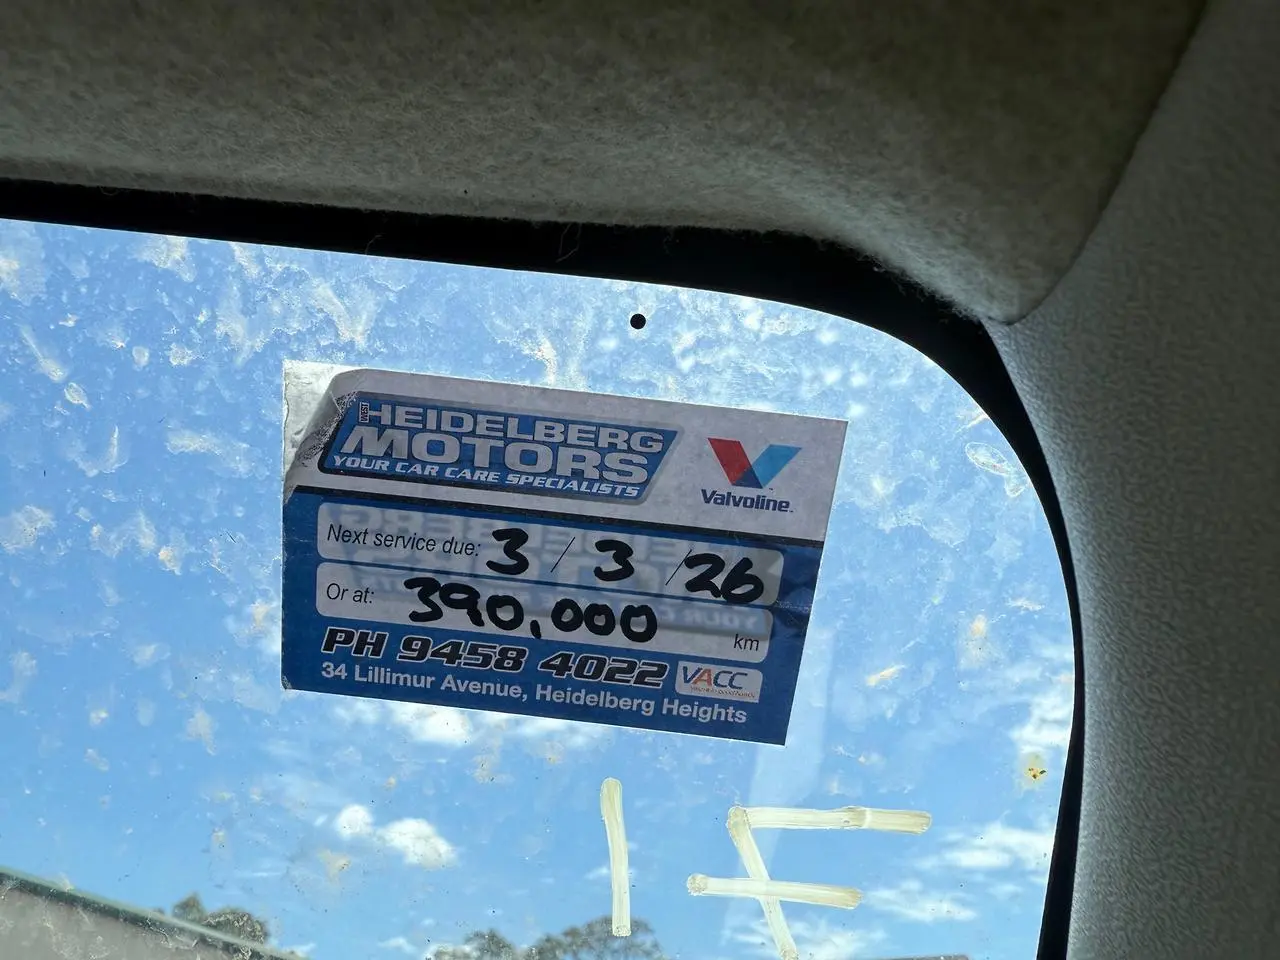 WEST
HEIDELBERG
MOTORS
YOUR CAR CARE SPECIALISTS
Valvoline
Next service due: 3 / 3 / 26
Or at: 390,000 km
PH 9458 4022
VACC
34 Lillimur Avenue, Heidelberg Heights